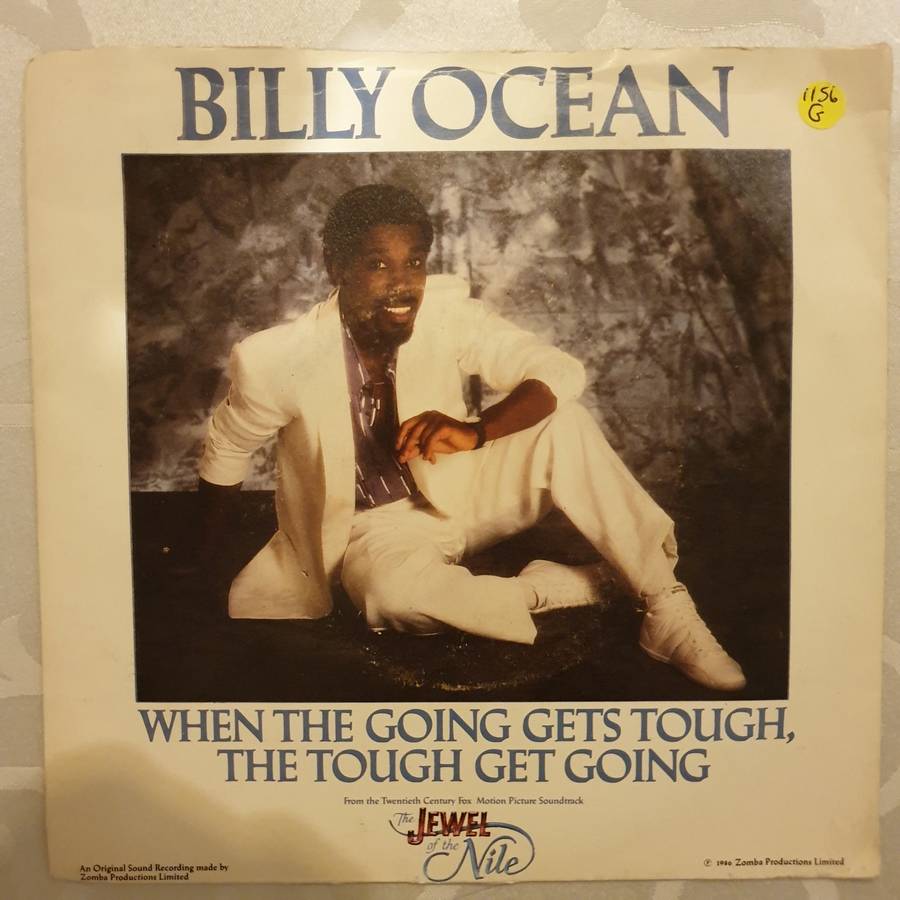 BILLY OCEAN
1156
G
WHEN THE GOING GETS TOUGH,
THE TOUGH GET GOING
From the Twentieth Century Fox Motion Picture Soundtrack
The JEWEL
of the Nile
An Original Sound Recording made by
Zomba Productions Limited
℗ 1986 Zomba Productions Limited